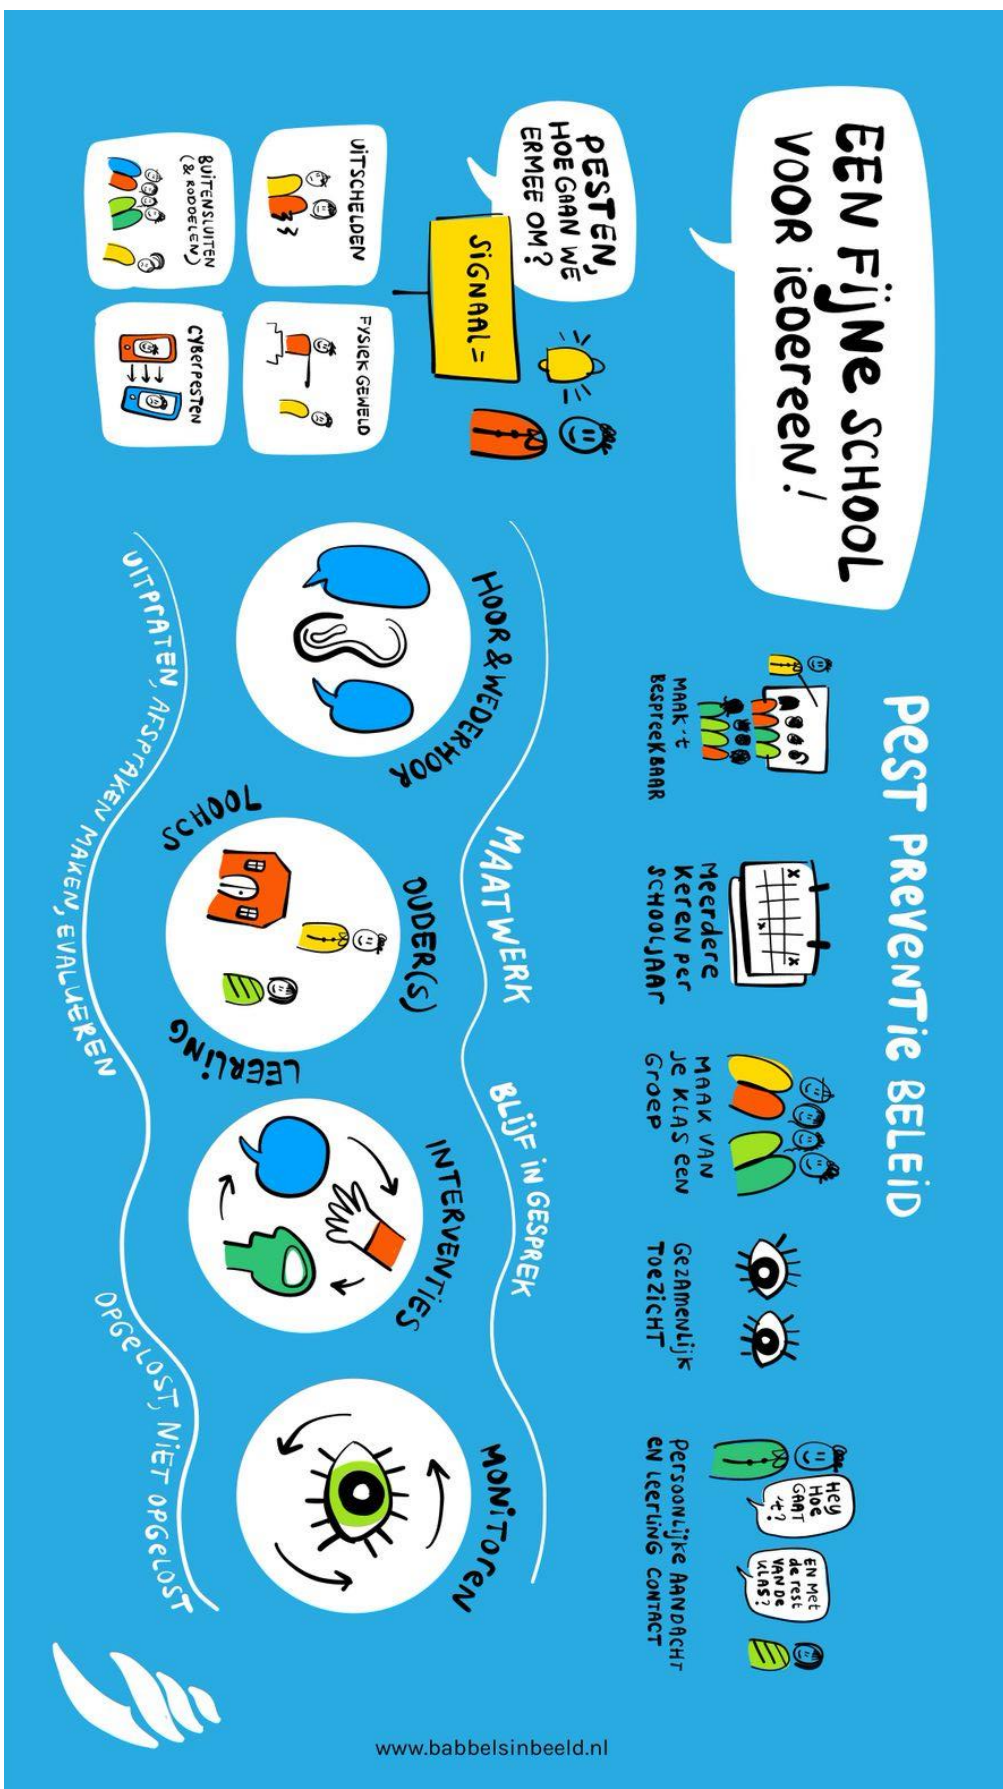 EEN FIJNE SCHOOL
VOOR IEDEREEN!
PEST PREVENTIE BELEID
MAAK 't
BESPREEKBAAR
Meerdere
keren per
SCHOOLJAAR
MAAK VAN
JE KLAS een
Groep
GEZAMENLIJK
TOEZICHT
HEY
HOE
GAAT
't?
EN MET
de rest
VAN DE
KLAS?
PERSOONLIJKE AANDACHT
EN LEERLING CONTACT
PESTEN,
HOE GAAN WE
ERMEE OM?
SIGNAAL =
UITSCHELDEN
FYSIEK GEWELD
BUITENSLUITEN
(& RODDELEN)
CYBERPESTEN
MAATWERK
BLIJF IN GESPREK
HOOR & WEDERHOOR
OUDER(S)
SCHOOL
LEERLING
INTERVENTIES
MONITOREN
UITPRATEN, AFSPRAKEN MAKEN, EVALUEREN
OPGELOST, NIET OPGELOST
www.babbelsinbeeld.nl